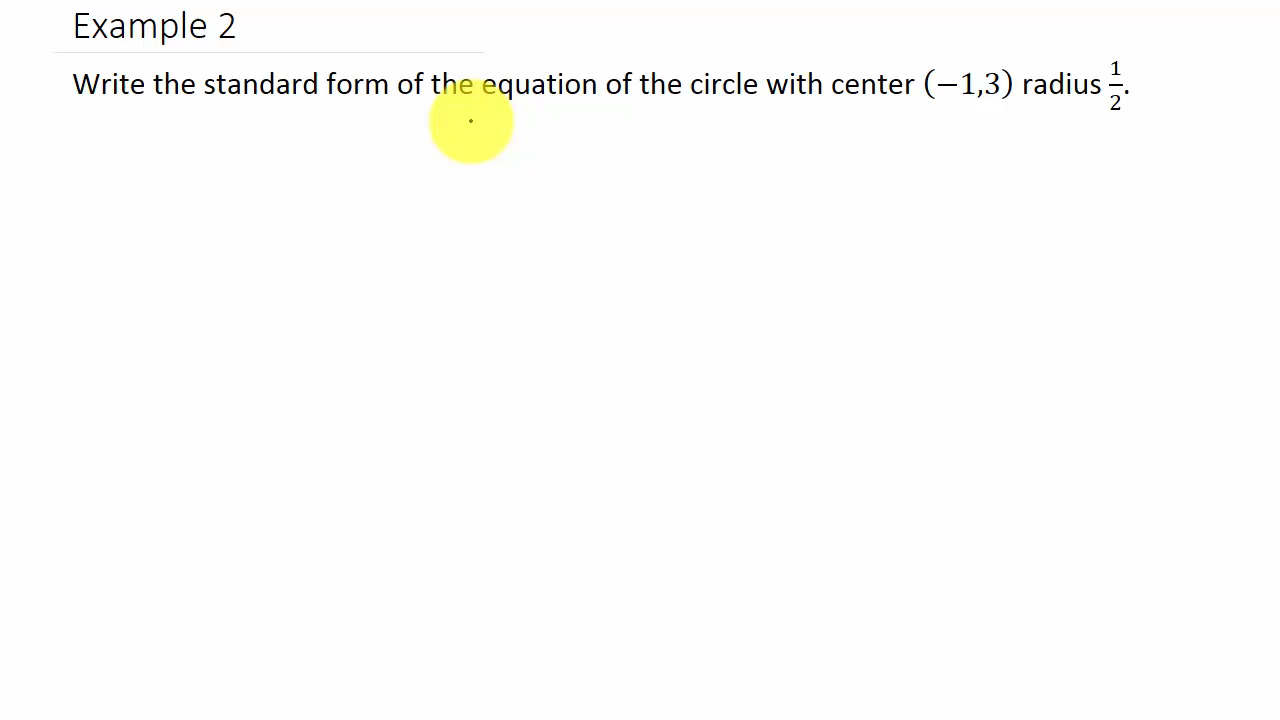 Example 2
Write the standard form of the equation of the circle with center (−1,3) radius 1/2.